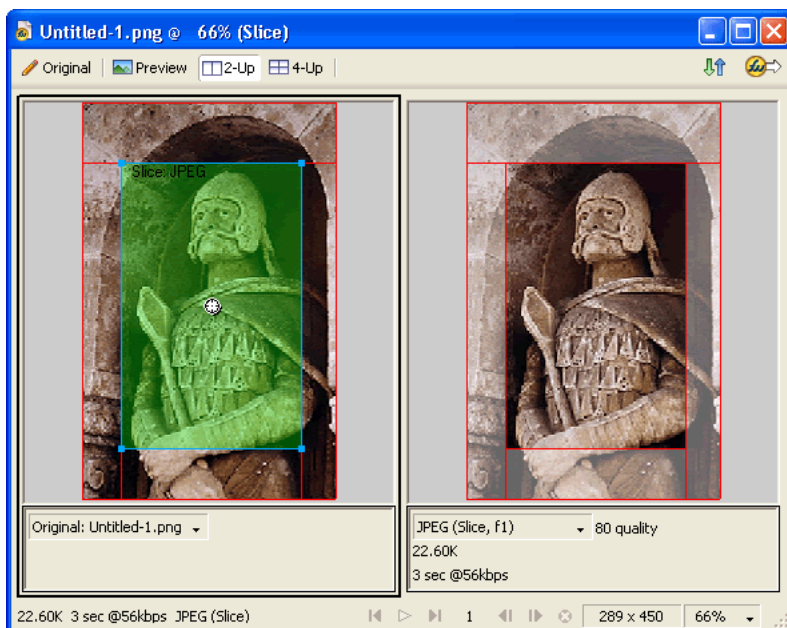 Untitled-1.png @ 66% (Slice)
Original Preview 2-Up 4-Up
Slice: JPEG
Original: Untitled-1.png
JPEG (Slice, f1) 80 quality
22.60K
3 sec @56kbps
22.60K 3 sec @56kbps JPEG (Slice) 1 289 x 450 66%